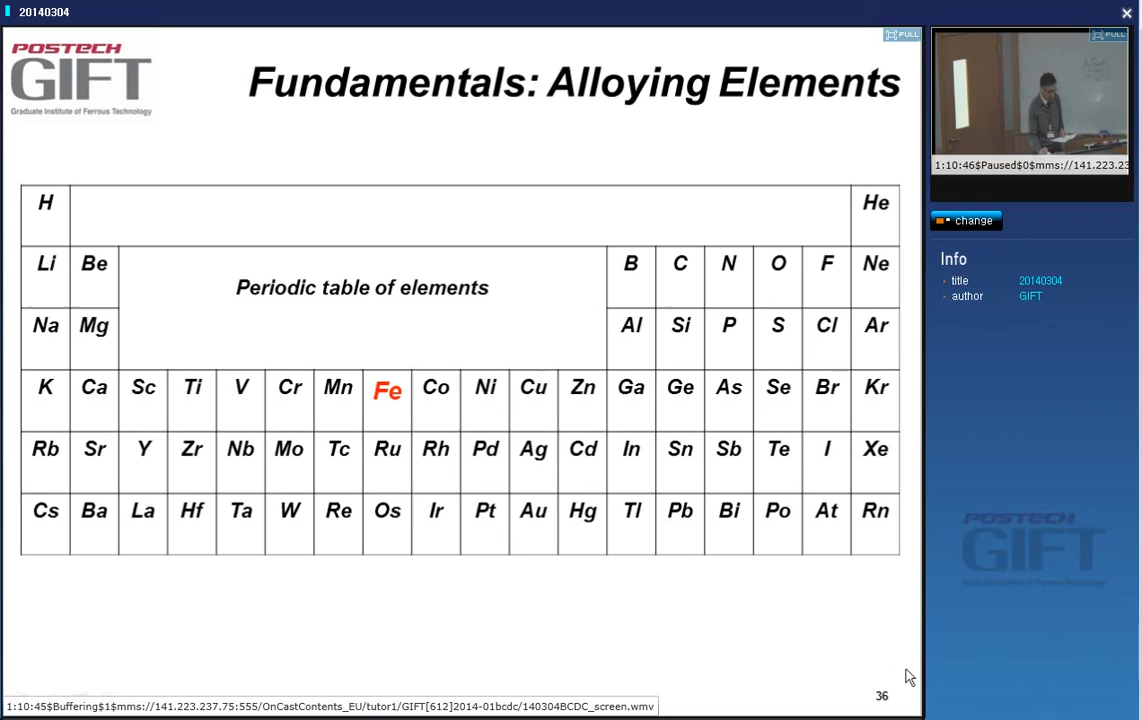 20140304
POSTECH
GIFT
Graduate Institute of Ferrous Technology
FULL
Fundamentals: Alloying Elements
H He
Li Be B C N O F Ne
Periodic table of elements
Na Mg Al Si P S Cl Ar
K Ca Sc Ti V Cr Mn Fe Co Ni Cu Zn Ga Ge As Se Br Kr
Rb Sr Y Zr Nb Mo Tc Ru Rh Pd Ag Cd In Sn Sb Te I Xe
Cs Ba La Hf Ta W Re Os Ir Pt Au Hg Tl Pb Bi Po At Rn
36
1:10:45$Buffering$1$mms://141.223.237.75:555/OnCastContents_EU/tutor1/GIFT[612]2014-01bcdc/140304BCDC_screen.wmv
FULL
1:10:46$Paused$0$mms://141.223.23
change
Info
title 20140304
author GIFT
POSTECH
GIFT